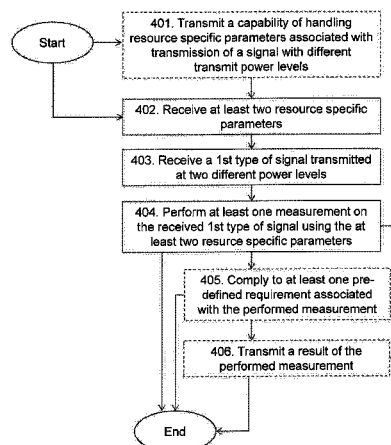 Start
401. Transmit a capability of handling
resource specific parameters associated with
transmission of a signal with different
transmit power levels
402. Receive at least two resource specific
parameters
403. Receive a 1st type of signal transmitted
at two different power levels
404. Perform at least one measurement on
the received 1st type of signal using the at
least two resurce specific parameters
405. Comply to at least one pre-
defined requirement associated
with the performed measurement
406. Transmit a result of the
performed measurement
End